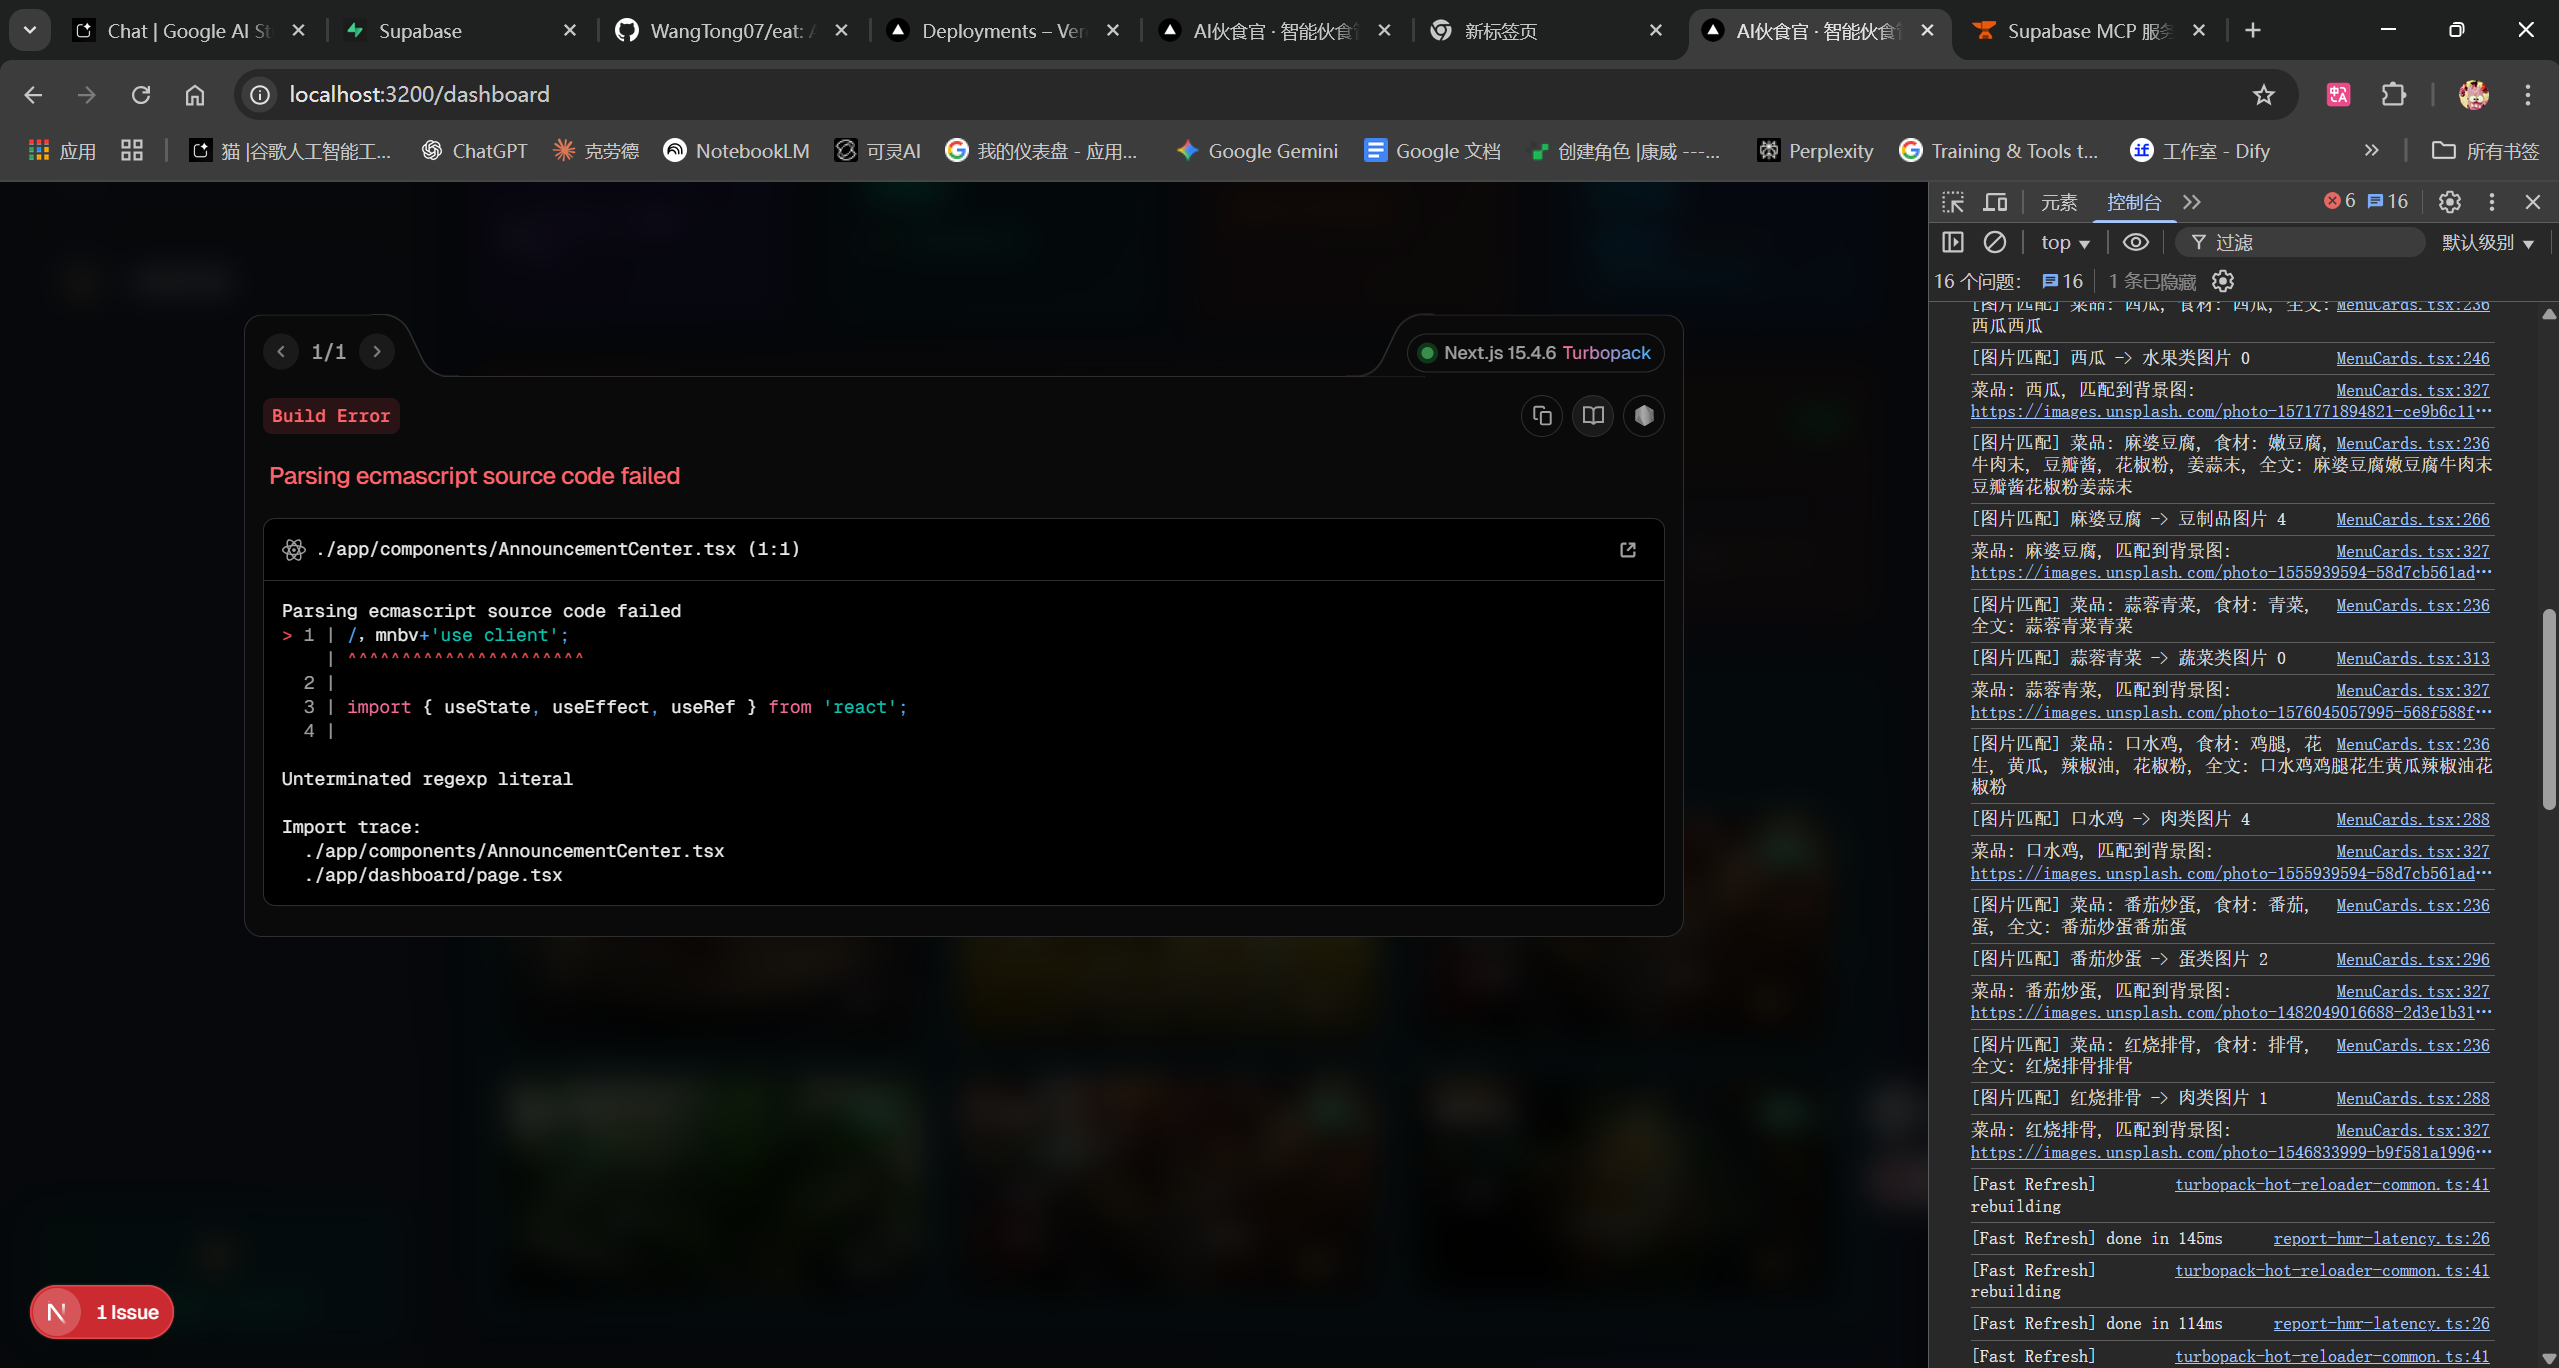 Chat | Google AI St
Supabase
WangTong07/eat: A
Deployments – Ver
AI伙食官 · 智能伙食
新标签页
AI伙食官 · 智能伙食
Supabase MCP 服
localhost:3200/dashboard
应用
猫 |谷歌人工智能工...
ChatGPT
克劳德
NotebookLM
可灵AI
我的仪表盘 - 应用...
Google Gemini
Google 文档
创建角色 |康威 ---...
Perplexity
Training & Tools t...
工作室 - Dify
所有书签
1/1
Next.js 15.4.6 Turbopack
Build Error
Parsing ecmascript source code failed
./app/components/AnnouncementCenter.tsx (1:1)
Parsing ecmascript source code failed
> 1 | /，mnbv+'use client';
| ^^^^^^^^^^^^^^^^^^^^^^
2 |
3 | import { useState, useEffect, useRef } from 'react';
4 |
Unterminated regexp literal
Import trace:
./app/components/AnnouncementCenter.tsx
./app/dashboard/page.tsx
N 1 Issue
元素
控制台
6
16
top
过滤
默认级别
16 个问题：
16
1 条已隐藏
[图片匹配] 菜品: 西瓜, 食材: 西瓜, 全文: MenuCards.tsx:236
西瓜西瓜
[图片匹配] 西瓜 -> 水果类图片 0 MenuCards.tsx:246
菜品: 西瓜, 匹配到背景图: MenuCards.tsx:327
https://images.unsplash.com/photo-1571771894821-ce9b6c11…
[图片匹配] 菜品: 麻婆豆腐, 食材: 嫩豆腐, MenuCards.tsx:236
牛肉末, 豆瓣酱, 花椒粉, 姜蒜末, 全文: 麻婆豆腐嫩豆腐牛肉末
豆瓣酱花椒粉姜蒜末
[图片匹配] 麻婆豆腐 -> 豆制品图片 4 MenuCards.tsx:266
菜品: 麻婆豆腐, 匹配到背景图: MenuCards.tsx:327
https://images.unsplash.com/photo-1555939594-58d7cb561ad…
[图片匹配] 菜品: 蒜蓉青菜, 食材: 青菜, MenuCards.tsx:236
全文: 蒜蓉青菜青菜
[图片匹配] 蒜蓉青菜 -> 蔬菜类图片 0 MenuCards.tsx:313
菜品: 蒜蓉青菜, 匹配到背景图: MenuCards.tsx:327
https://images.unsplash.com/photo-1576045057995-568f588f…
[图片匹配] 菜品: 口水鸡, 食材: 鸡腿, 花 MenuCards.tsx:236
生, 黄瓜, 辣椒油, 花椒粉, 全文: 口水鸡鸡腿花生黄瓜辣椒油花
椒粉
[图片匹配] 口水鸡 -> 肉类图片 4 MenuCards.tsx:288
菜品: 口水鸡, 匹配到背景图: MenuCards.tsx:327
https://images.unsplash.com/photo-1555939594-58d7cb561ad…
[图片匹配] 菜品: 番茄炒蛋, 食材: 番茄, MenuCards.tsx:236
蛋, 全文: 番茄炒蛋番茄蛋
[图片匹配] 番茄炒蛋 -> 蛋类图片 2 MenuCards.tsx:296
菜品: 番茄炒蛋, 匹配到背景图: MenuCards.tsx:327
https://images.unsplash.com/photo-1482049016688-2d3e1b31…
[图片匹配] 菜品: 红烧排骨, 食材: 排骨, MenuCards.tsx:236
全文: 红烧排骨排骨
[图片匹配] 红烧排骨 -> 肉类图片 1 MenuCards.tsx:288
菜品: 红烧排骨, 匹配到背景图: MenuCards.tsx:327
https://images.unsplash.com/photo-1546833999-b9f581a1996…
[Fast Refresh] turbopack-hot-reloader-common.ts:41
rebuilding
[Fast Refresh] done in 145ms report-hmr-latency.ts:26
[Fast Refresh] turbopack-hot-reloader-common.ts:41
rebuilding
[Fast Refresh] done in 114ms report-hmr-latency.ts:26
[Fast Refresh] turbopack-hot-reloader-common.ts:41